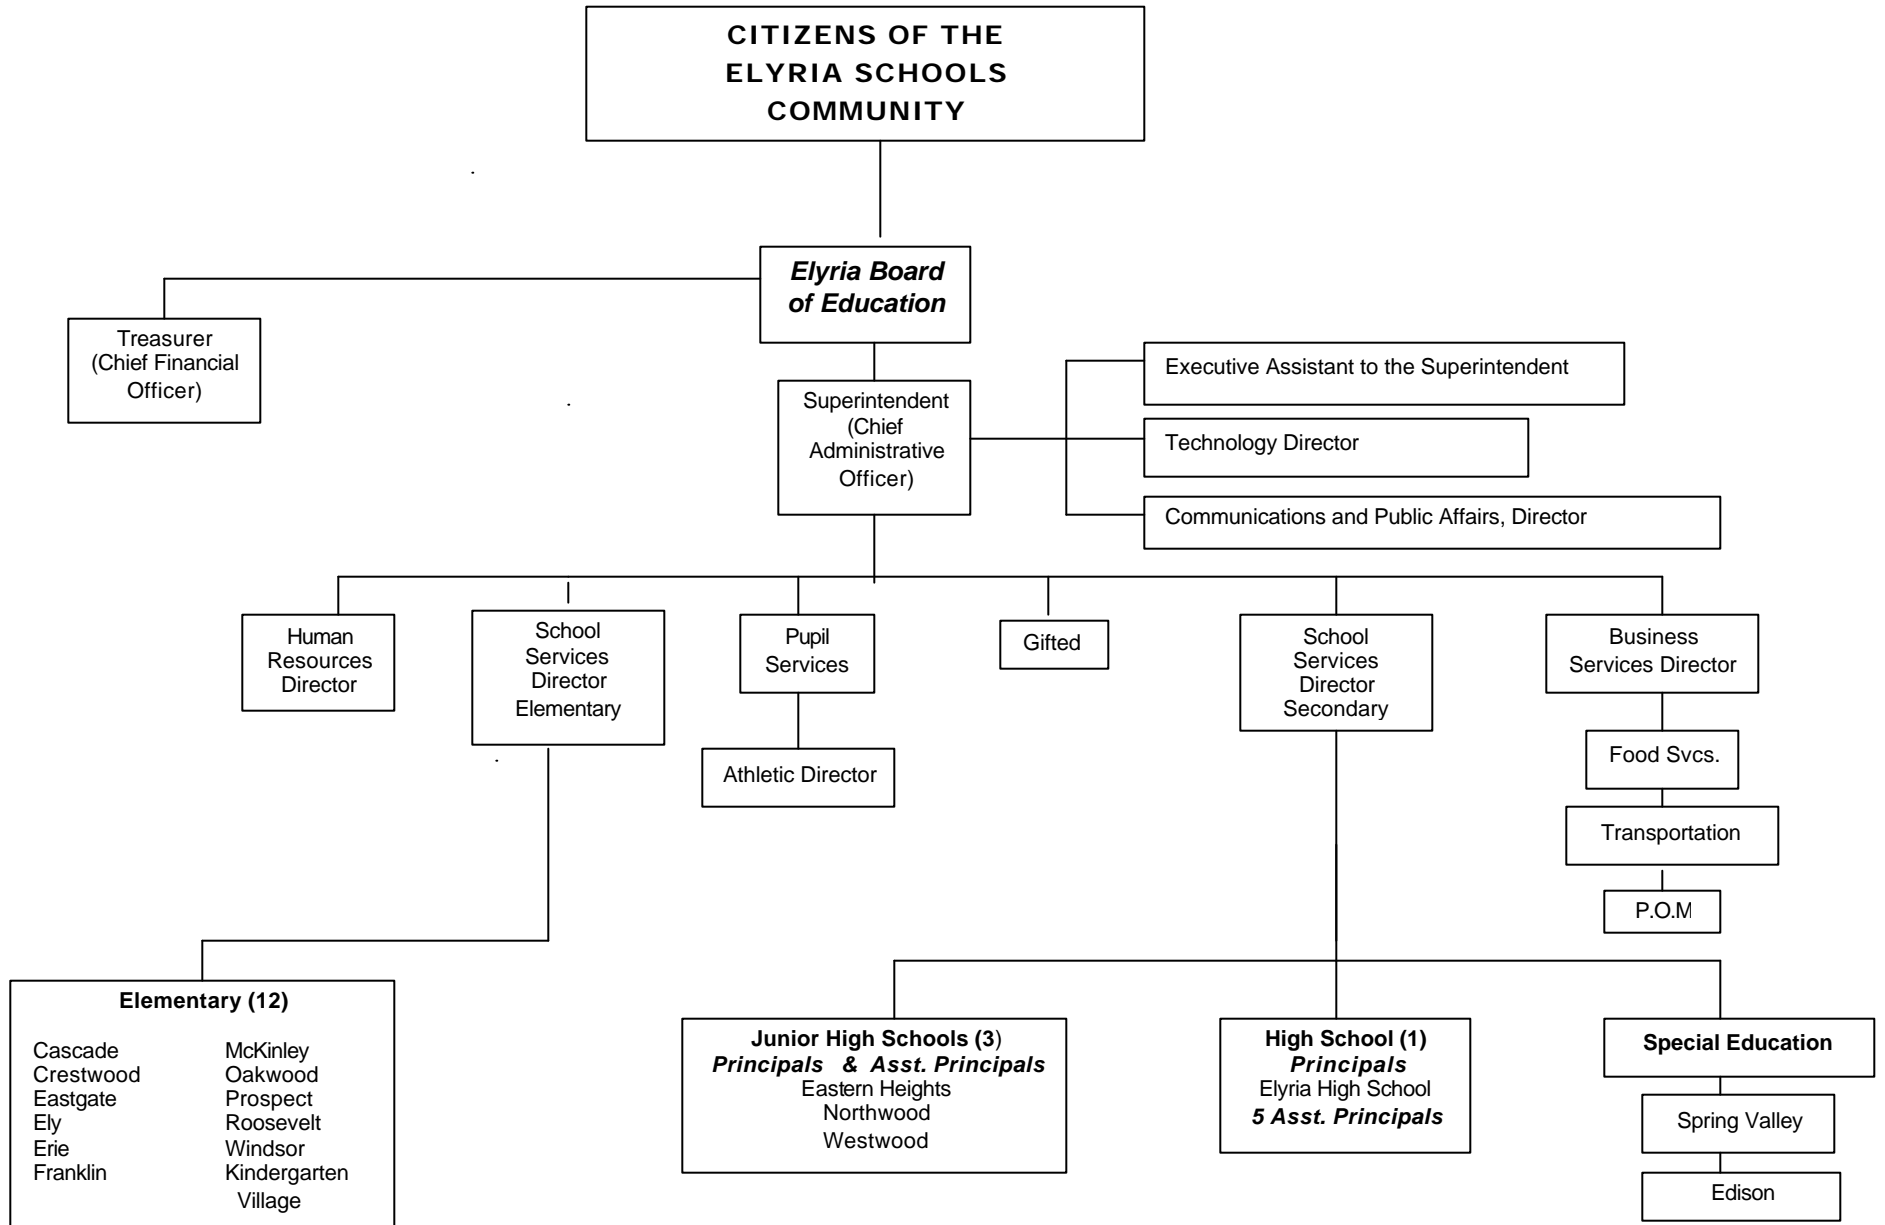 CITIZENS OF THE
ELYRIA SCHOOLS
COMMUNITY
Elyria Board
of Education
Treasurer
(Chief Financial
Officer)
Superintendent
(Chief
Administrative
Officer)
Executive Assistant to the Superintendent
Technology Director
Communications and Public Affairs, Director
Human
Resources
Director
School
Services
Director
Elementary
Pupil
Services
Gifted
School
Services
Director
Secondary
Business
Services Director
Athletic Director
Food Svcs.
Transportation
P.O.M
Elementary (12)
Cascade
Crestwood
Eastgate
Ely
Erie
Franklin
McKinley
Oakwood
Prospect
Roosevelt
Windsor
Kindergarten
Village
Junior High Schools (3)
Principals & Asst. Principals
Eastern Heights
Northwood
Westwood
High School (1)
Principals
Elyria High School
5 Asst. Principals
Special Education
Spring Valley
Edison